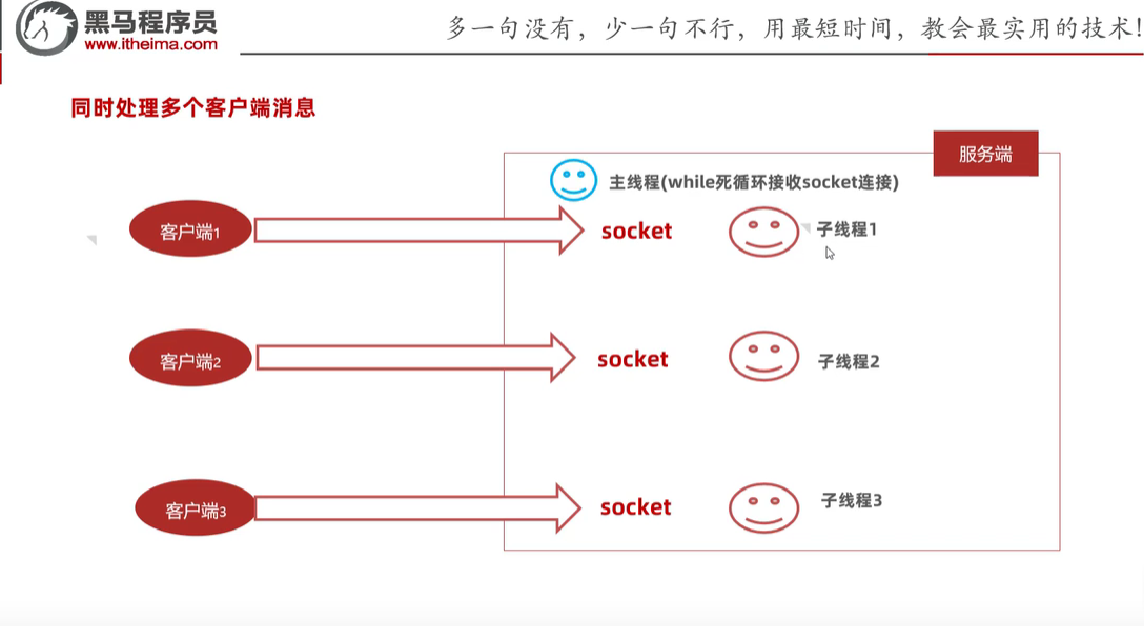 黑马程序员
www.itheima.com
多一句没有，少一句不行，用最短时间，教会最实用的技术！
同时处理多个客户端消息
服务端
主线程(while死循环接收socket连接)
客户端1
socket
子线程1
客户端2
socket
子线程2
客户端3
socket
子线程3